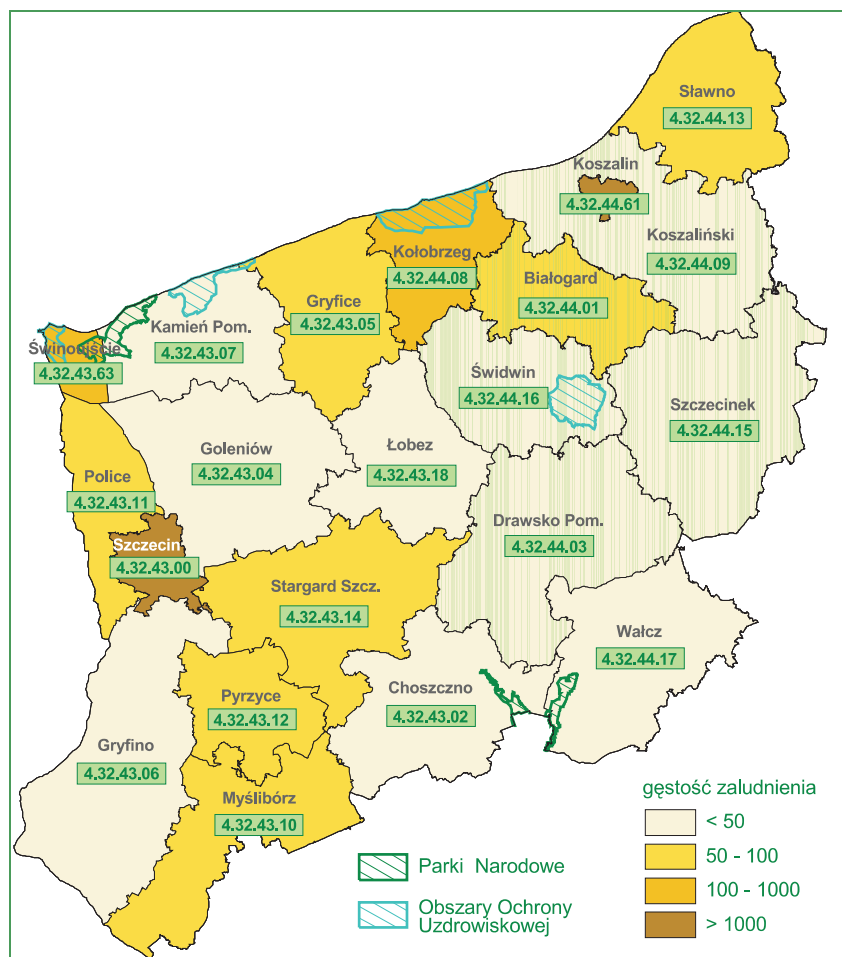 Sławno
4.32.44.13
Koszalin
4.32.44.61
Koszaliński
4.32.44.09
Kołobrzeg
4.32.44.08
Białogard
4.32.44.01
Gryfice
4.32.43.05
Kamień Pom.
4.32.43.07
Świnoujście
4.32.43.63
Świdwin
4.32.44.16
Szczecinek
4.32.44.15
Goleniów
4.32.43.04
Łobez
4.32.43.18
Police
4.32.43.11
Drawsko Pom.
4.32.44.03
Szczecin
4.32.43.00
Stargard Szcz.
4.32.43.14
Wałcz
4.32.44.17
Choszczno
4.32.43.02
Pyrzyce
4.32.43.12
Gryfino
4.32.43.06
Myślibórz
4.32.43.10
gęstość zaludnienia
< 50
50 - 100
100 - 1000
> 1000
Parki Narodowe
Obszary Ochrony
Uzdrowiskowej